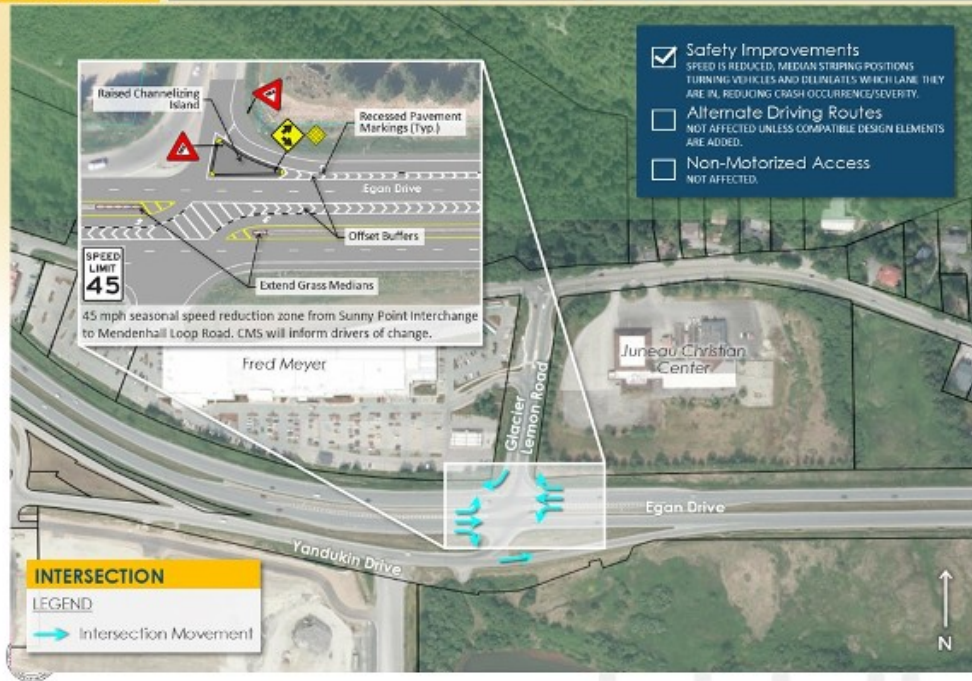 Safety Improvements
SPEED IS REDUCED, MEDIAN STRIPING POSITIONS
TURNING VEHICLES AND DELINEATES WHICH LANE THEY
ARE IN, REDUCING CRASH OCCURRENCE/SEVERITY.
Alternate Driving Routes
NOT AFFECTED UNLESS COMPATIBLE DESIGN ELEMENTS
ARE ADDED.
Non-Motorized Access
NOT AFFECTED.
Raised Channelizing
Island
Recessed Pavement
Markings (Typ.)
Egan Drive
Offset Buffers
SPEED
LIMIT
45
Extend Grass Medians
45 mph seasonal speed reduction zone from Sunny Point Interchange
to Mendenhall Loop Road. CMS will inform drivers of change.
Fred Meyer
Juneau Christian
Center
Glacier
Lemon Road
Egan Drive
Yandukin Drive
INTERSECTION
LEGEND
Intersection Movement
N